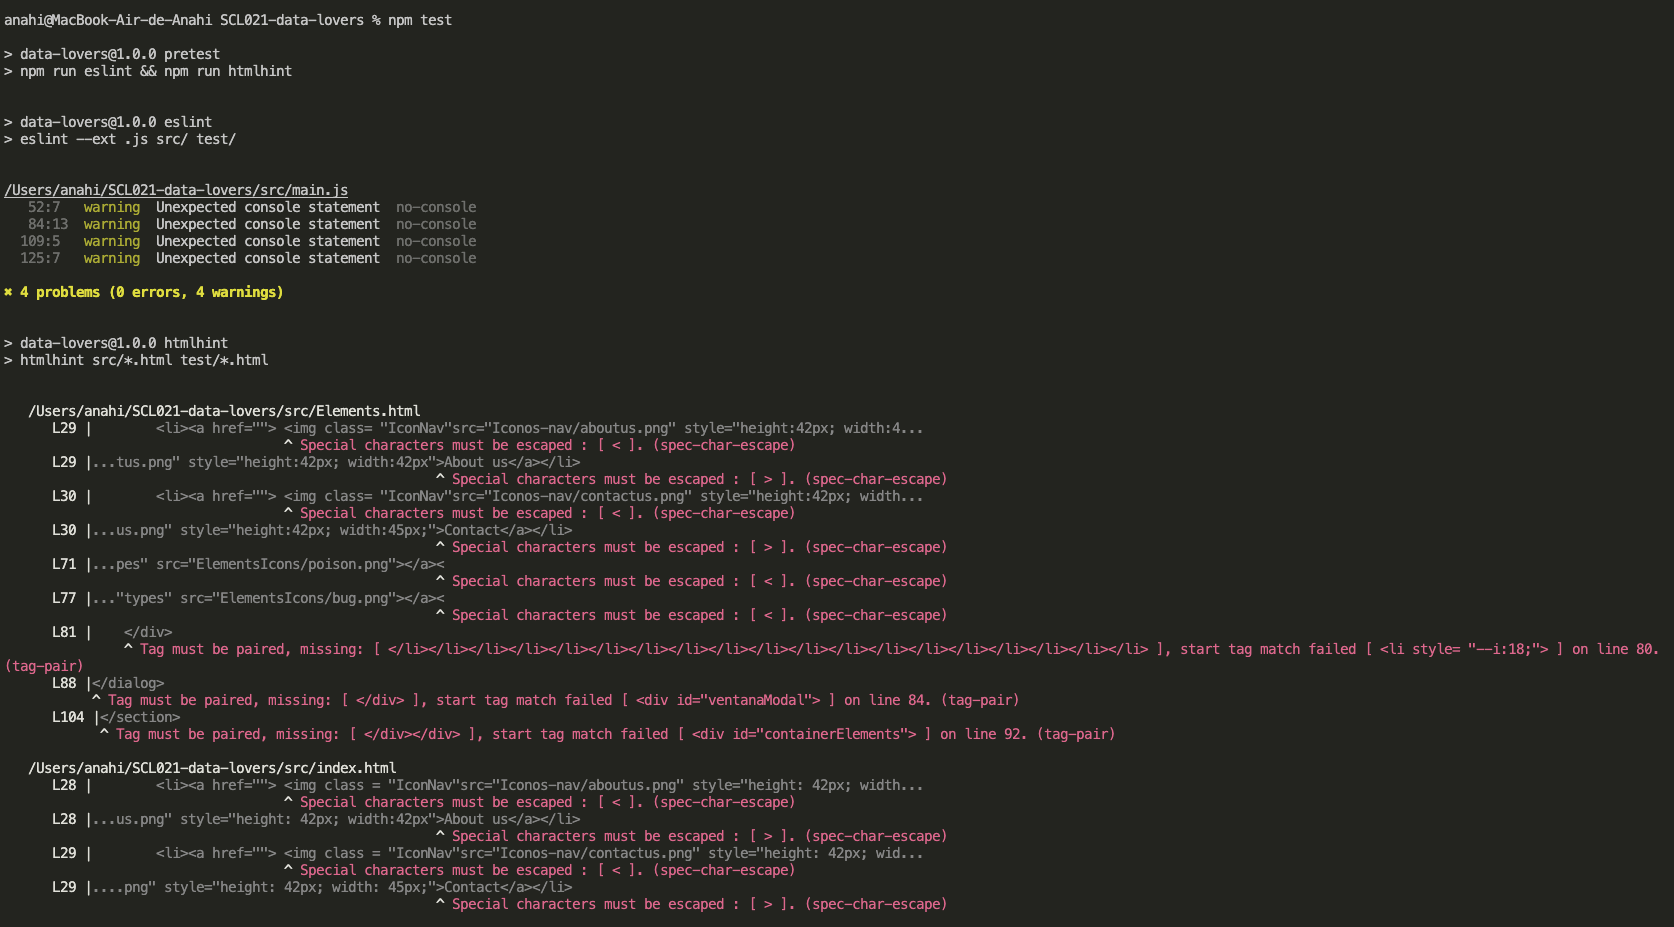 anahi@MacBook-Air-de-Anahi SCL021-data-lovers % npm test
> data-lovers@1.0.0 pretest
> npm run eslint && npm run htmlhint
> data-lovers@1.0.0 eslint
> eslint --ext .js src/ test/
/Users/anahi/SCL021-data-lovers/src/main.js
52:7 warning Unexpected console statement no-console
84:13 warning Unexpected console statement no-console
109:5 warning Unexpected console statement no-console
125:7 warning Unexpected console statement no-console
✖ 4 problems (0 errors, 4 warnings)
> data-lovers@1.0.0 htmlhint
> htmlhint src/*.html test/*.html
/Users/anahi/SCL021-data-lovers/src/Elements.html
L29 | <li><a href=""> <img class= "IconNav"src="Iconos-nav/aboutus.png" style="height:42px; width:4...
^ Special characters must be escaped : [ < ]. (spec-char-escape)
L29 |...tus.png" style="height:42px; width:42px">About us</a></li>
^ Special characters must be escaped : [ > ]. (spec-char-escape)
L30 | <li><a href=""> <img class= "IconNav"src="Iconos-nav/contactus.png" style="height:42px; width...
^ Special characters must be escaped : [ < ]. (spec-char-escape)
L30 |...us.png" style="height:42px; width:45px;">Contact</a></li>
^ Special characters must be escaped : [ > ]. (spec-char-escape)
L71 |...pes" src="ElementsIcons/poison.png"></a><
^ Special characters must be escaped : [ < ]. (spec-char-escape)
L77 |..."types" src="ElementsIcons/bug.png"></a><
^ Special characters must be escaped : [ < ]. (spec-char-escape)
L81 | </div>
^ Tag must be paired, missing: [ </li></li></li></li></li></li></li></li></li></li></li></li></li></li></li></li></li></li></li> ], start tag match failed [ <li style= "--i:18;"> ] on line 80.
(tag-pair)
L88 |</dialog>
^ Tag must be paired, missing: [ </div> ], start tag match failed [ <div id="ventanaModal"> ] on line 84. (tag-pair)
L104 |</section>
^ Tag must be paired, missing: [ </div></div> ], start tag match failed [ <div id="containerElements"> ] on line 92. (tag-pair)
/Users/anahi/SCL021-data-lovers/src/index.html
L28 | <li><a href=""> <img class = "IconNav"src="Iconos-nav/aboutus.png" style="height: 42px; width...
^ Special characters must be escaped : [ < ]. (spec-char-escape)
L28 |...us.png" style="height: 42px; width:42px">About us</a></li>
^ Special characters must be escaped : [ > ]. (spec-char-escape)
L29 | <li><a href=""> <img class = "IconNav"src="Iconos-nav/contactus.png" style="height: 42px; wid...
^ Special characters must be escaped : [ < ]. (spec-char-escape)
L29 |....png" style="height: 42px; width: 45px;">Contact</a></li>
^ Special characters must be escaped : [ > ]. (spec-char-escape)